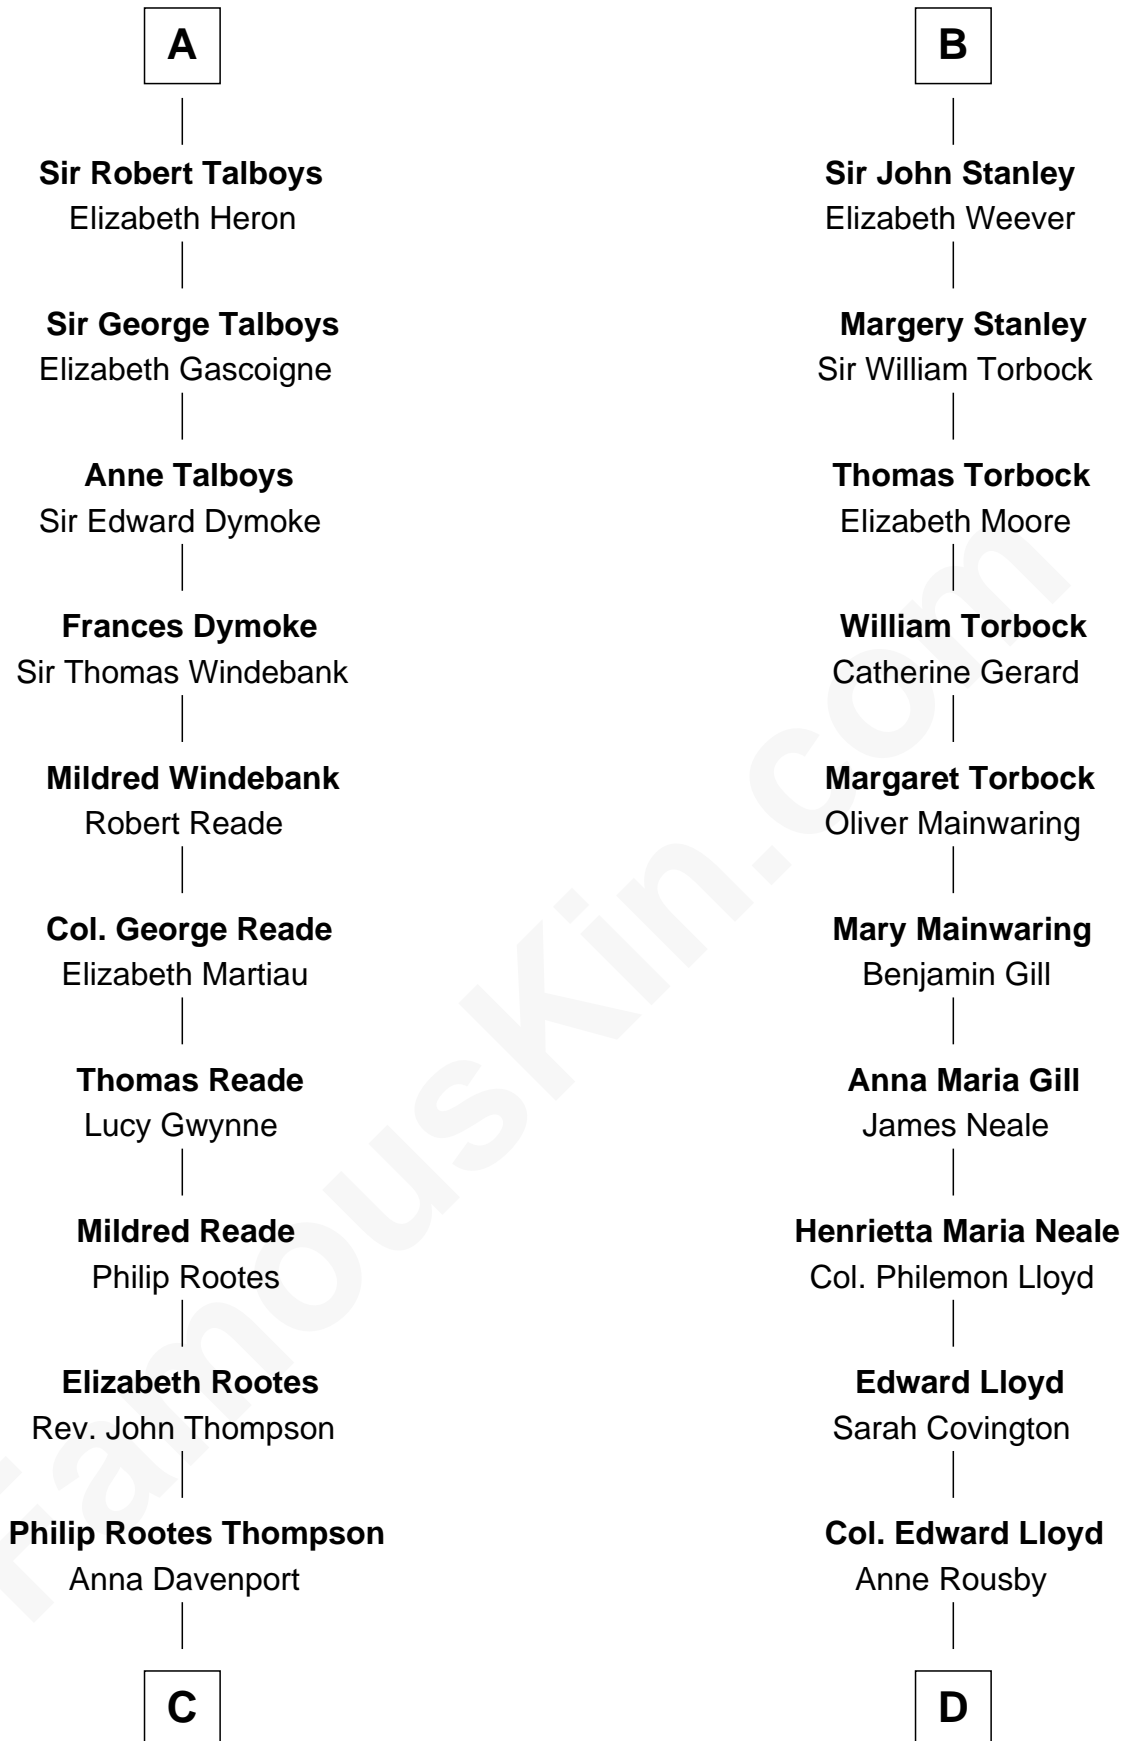 A
Sir Robert Talboys
Elizabeth Heron
Sir George Talboys
Elizabeth Gascoigne
Anne Talboys
Sir Edward Dymoke
Frances Dymoke
Sir Thomas Windebank
Mildred Windebank
Robert Reade
Col. George Reade
Elizabeth Martiau
Thomas Reade
Lucy Gwynne
Mildred Reade
Philip Rootes
Elizabeth Rootes
Rev. John Thompson
Philip Rootes Thompson
Anna Davenport
C
B
Sir John Stanley
Elizabeth Weever
Margery Stanley
Sir William Torbock
Thomas Torbock
Elizabeth Moore
William Torbock
Catherine Gerard
Margaret Torbock
Oliver Mainwaring
Mary Mainwaring
Benjamin Gill
Anna Maria Gill
James Neale
Henrietta Maria Neale
Col. Philemon Lloyd
Edward Lloyd
Sarah Covington
Col. Edward Lloyd
Anne Rousby
D
FamousKin.com